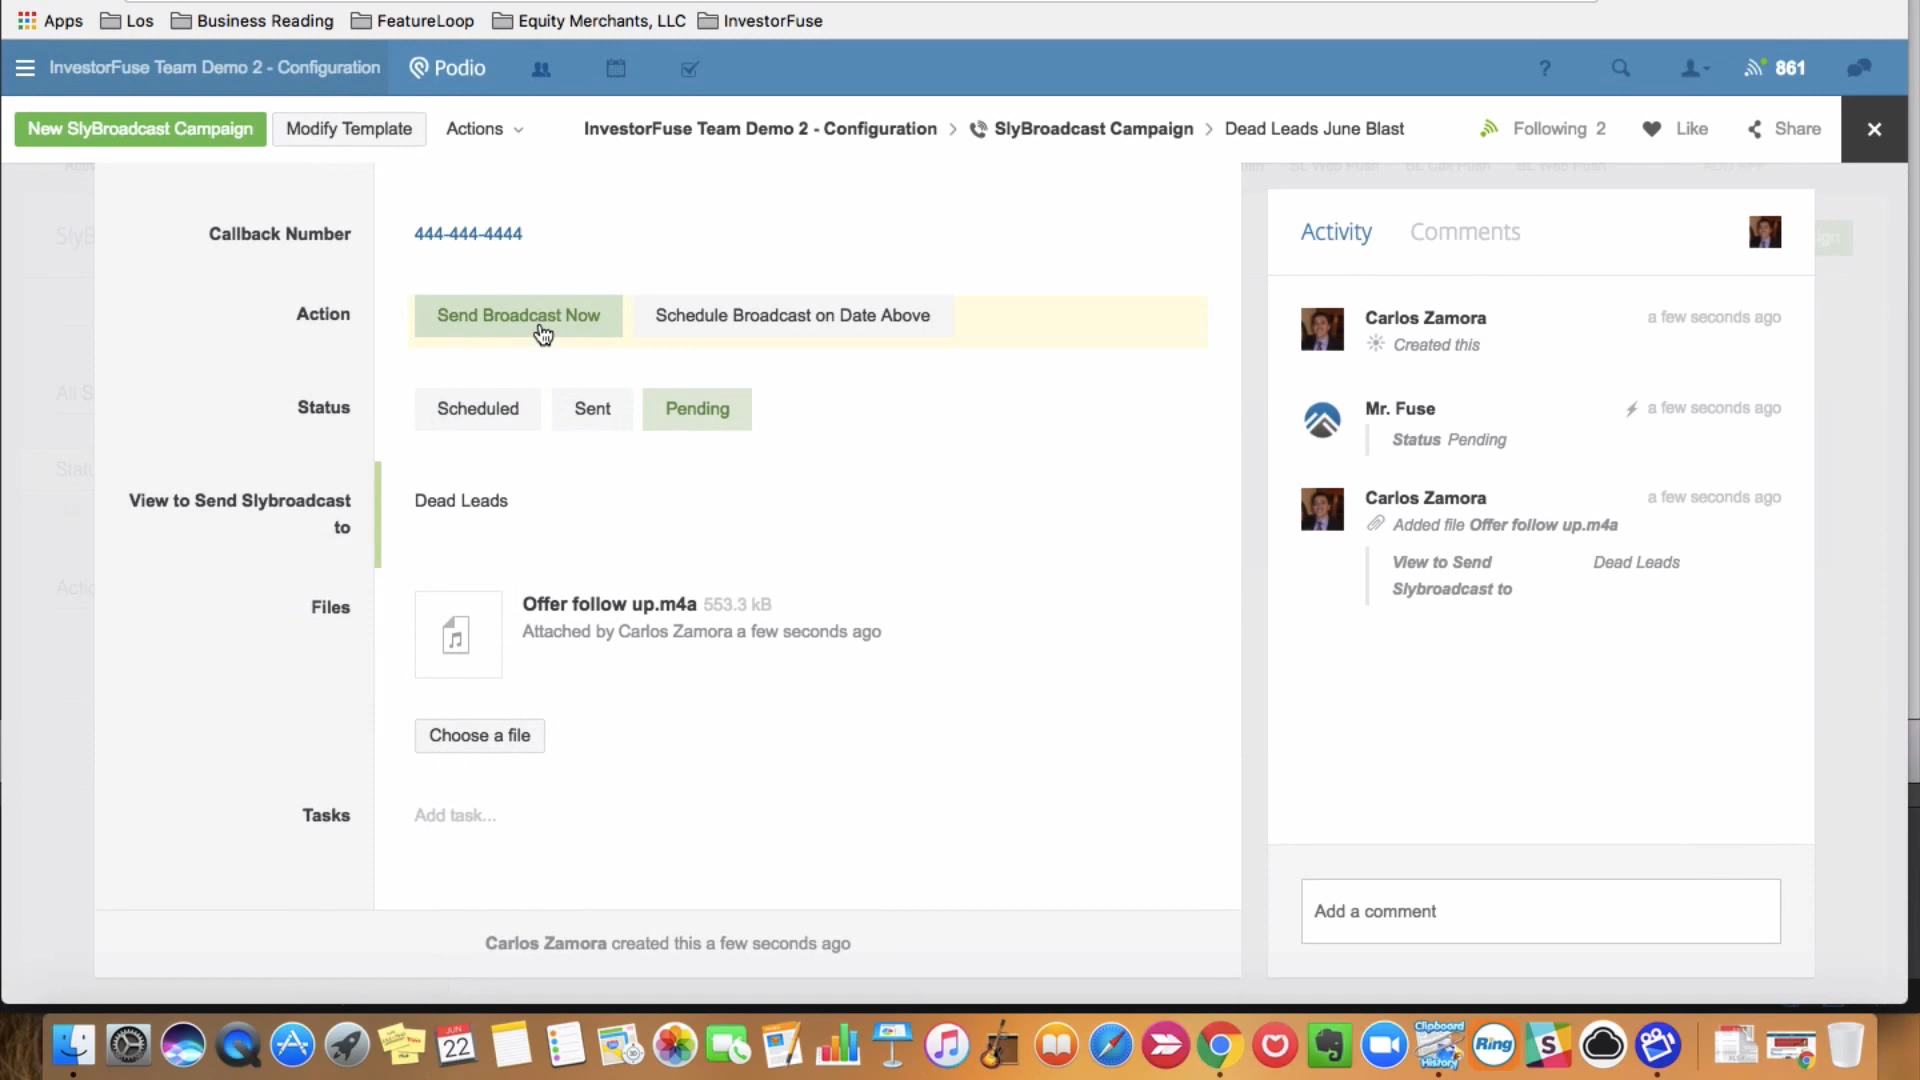 Apps Los Business Reading FeatureLoop Equity Merchants, LLC InvestorFuse
InvestorFuse Team Demo 2 - Configuration Podio ? 861
New SlyBroadcast Campaign Modify Template Actions InvestorFuse Team Demo 2 - Configuration > SlyBroadcast Campaign > Dead Leads June Blast Following 2 Like Share
Callback Number 444-444-4444
Action Send Broadcast Now Schedule Broadcast on Date Above
Status Scheduled Sent Pending
View to Send Slybroadcast
to
Dead Leads
Files
Offer follow up.m4a 553.3 kB
Attached by Carlos Zamora a few seconds ago
Choose a file
Tasks Add task...
Carlos Zamora created this a few seconds ago
Activity Comments
Carlos Zamora a few seconds ago
Created this
Mr. Fuse a few seconds ago
Status Pending
Carlos Zamora a few seconds ago
Added file Offer follow up.m4a
View to Send
Slybroadcast to
Dead Leads
Add a comment
JUN
22
Clipboard
History
Ring